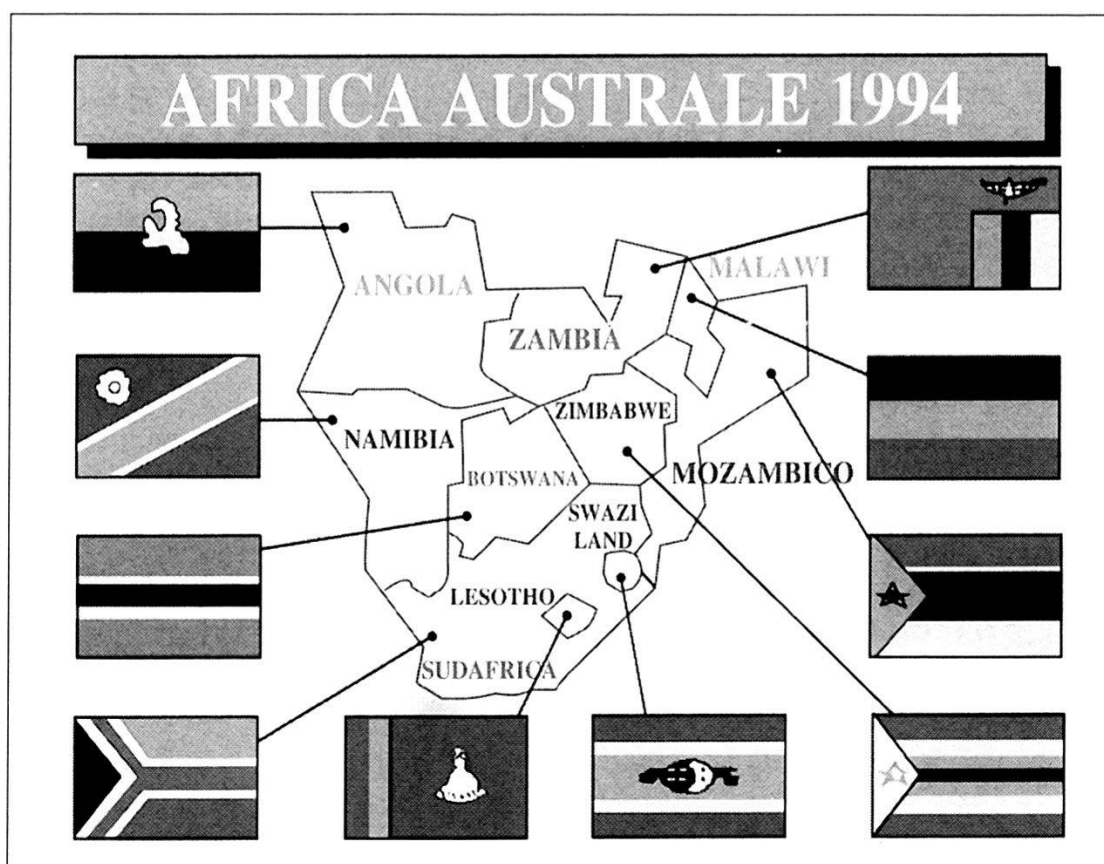 AFRICA AUSTRALE 1994
ANGOLA
MALAWI
ZAMBIA
ZIMBABWE
NAMIBIA
BOTSWANA
MOZAMBICO
SWAZI
LAND
LESOTHO
SUDAFRICA